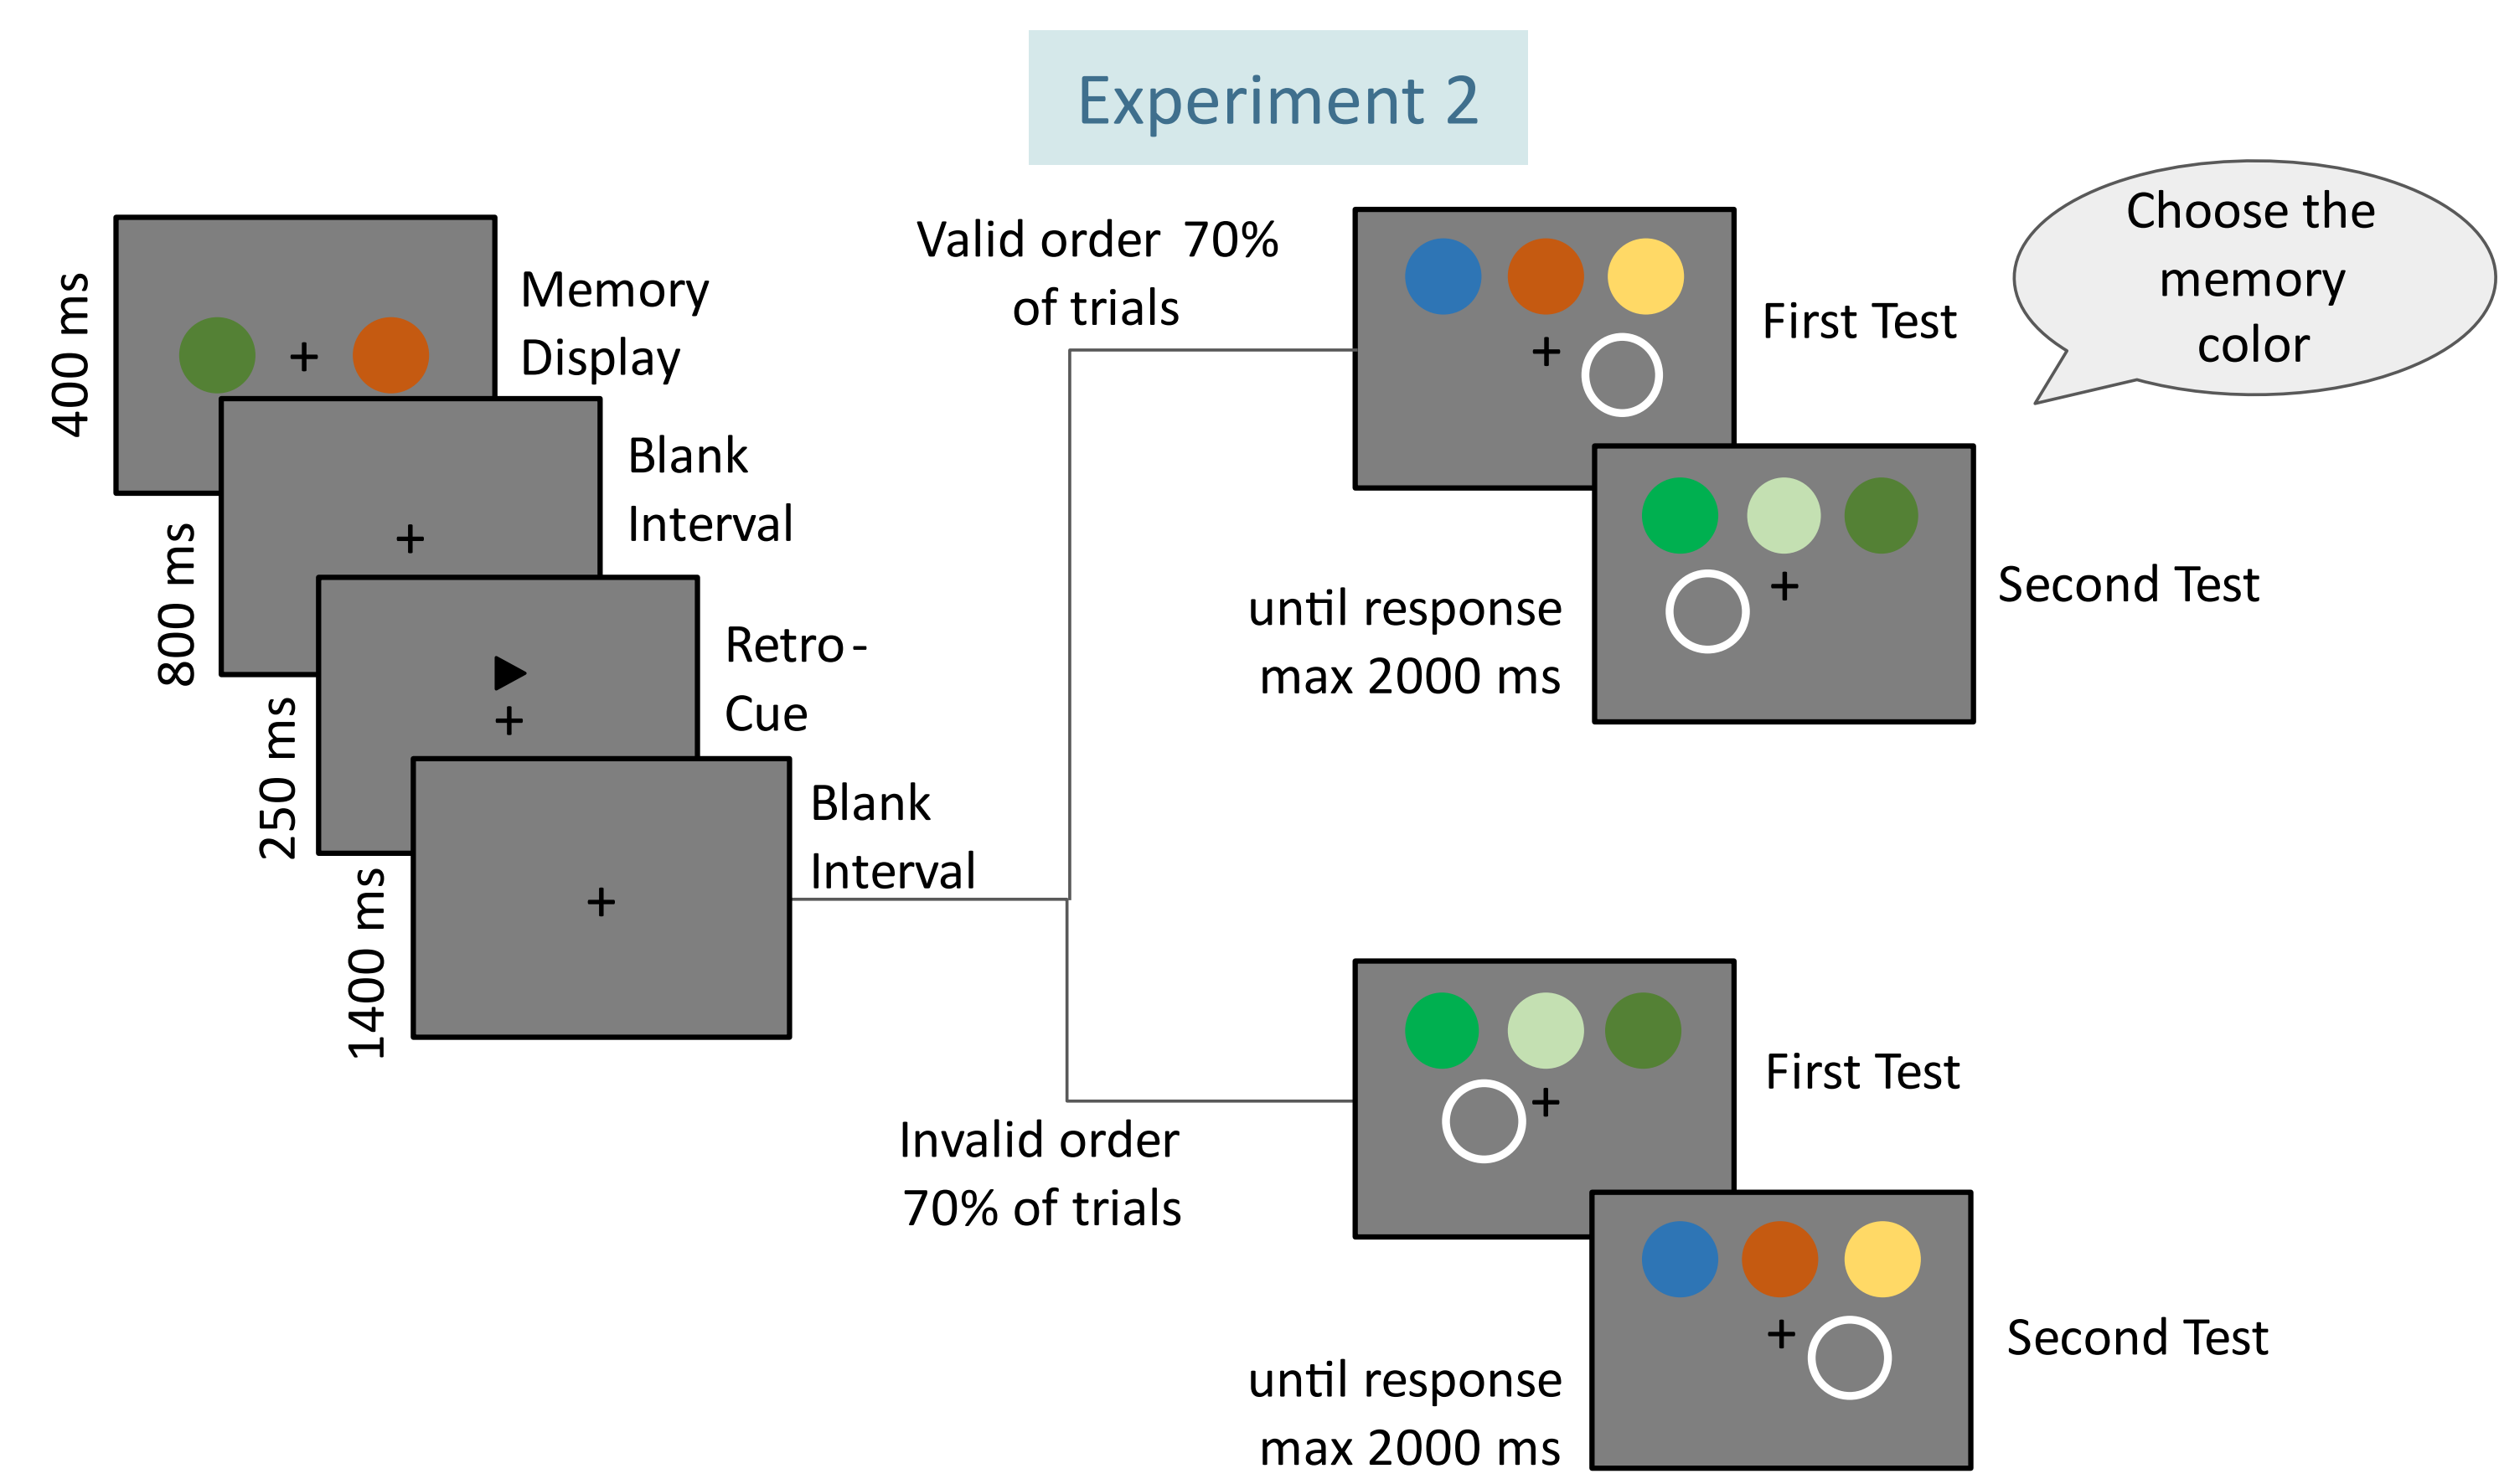 Experiment 2
400 ms
Memory
Display
800 ms
Blank
Interval
250 ms
Retro-
Cue
1400 ms
Blank
Interval
Valid order 70%
of trials
First Test
Choose the
memory
color
until response
max 2000 ms
Second Test
Invalid order
70% of trials
First Test
until response
max 2000 ms
Second Test